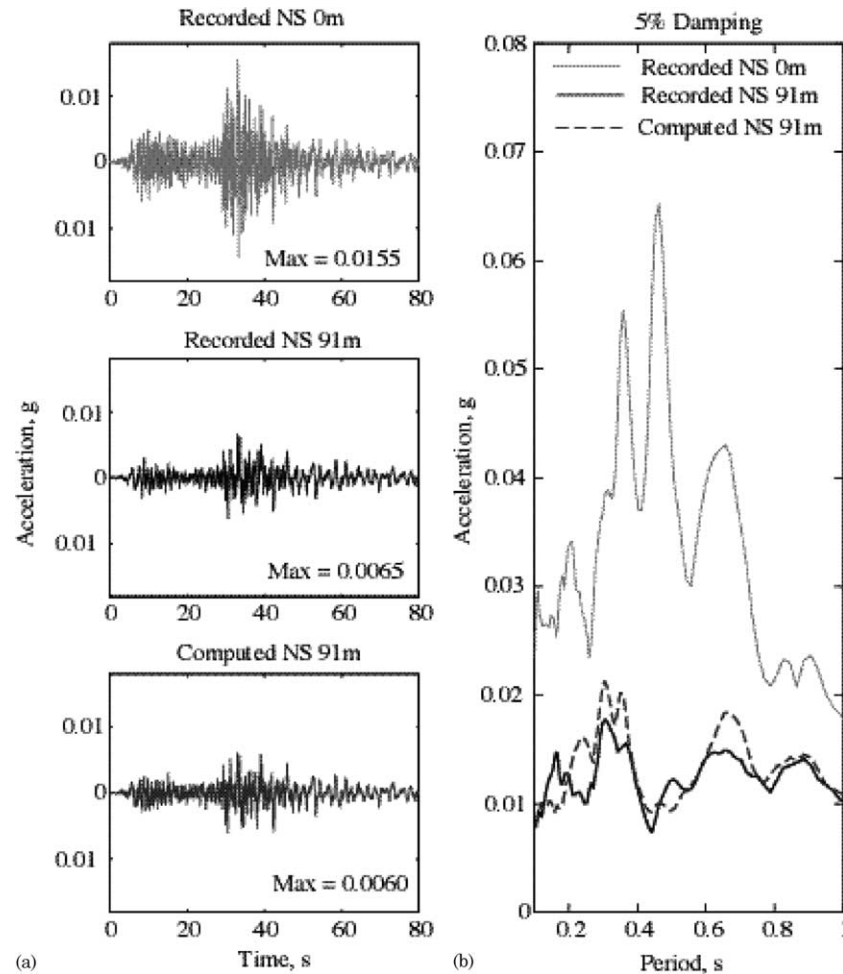 Recorded NS 0m
0.01
0
0.01
Max = 0.0155
0 20 40 60 80
Recorded NS 91m
0.01
0
0.01
Max = 0.0065
0 20 40 60 80
Computed NS 91m
0.01
0
0.01
Max = 0.0060
0 20 40 60 80
Acceleration, g
Time, s
(a)
5% Damping
Recorded NS 0m
Recorded NS 91m
Computed NS 91m
0.08
0.07
0.06
0.05
0.04
0.03
0.02
0.01
0
0.2 0.4 0.6 0.8
Acceleration, g
Period, s
(b)